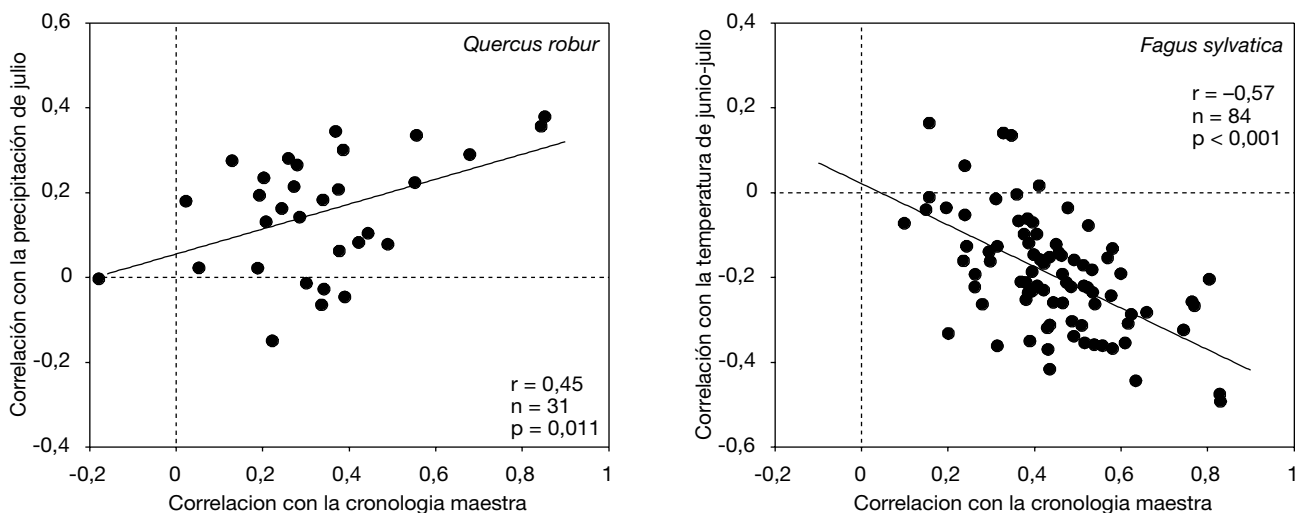 Quercus robur
r = 0,45
n = 31
p = 0,011
0,6
0,4
0,2
0
-0,2
-0,4
-0,2
0
0,2
0,4
0,6
0,8
1
Correlación con la precipitación de julio
Correlacion con la cronologia maestra
Fagus sylvatica
r = –0,57
n = 84
p < 0,001
0,4
0,2
0
-0,2
-0,4
-0,6
-0,2
0
0,2
0,4
0,6
0,8
1
Correlación con la temperatura de junio-julio
Correlacion con la cronologia maestra